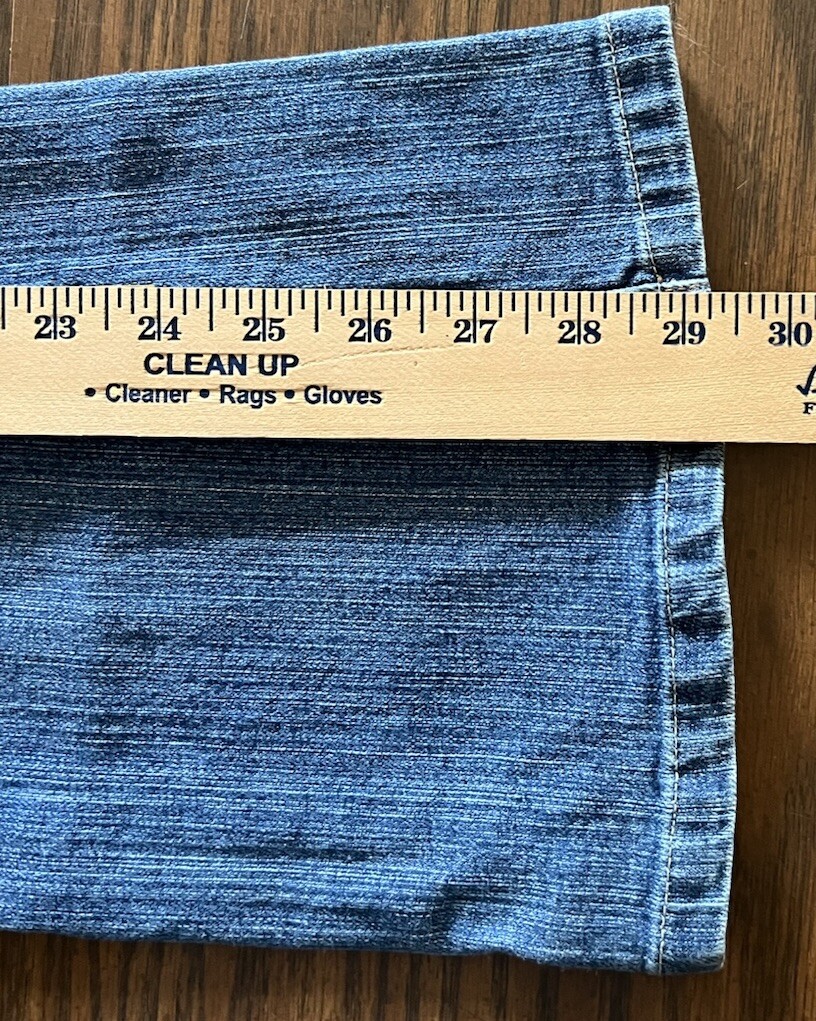 23 24 25 26 27 28 29 30
CLEAN UP
• Cleaner • Rags • Gloves